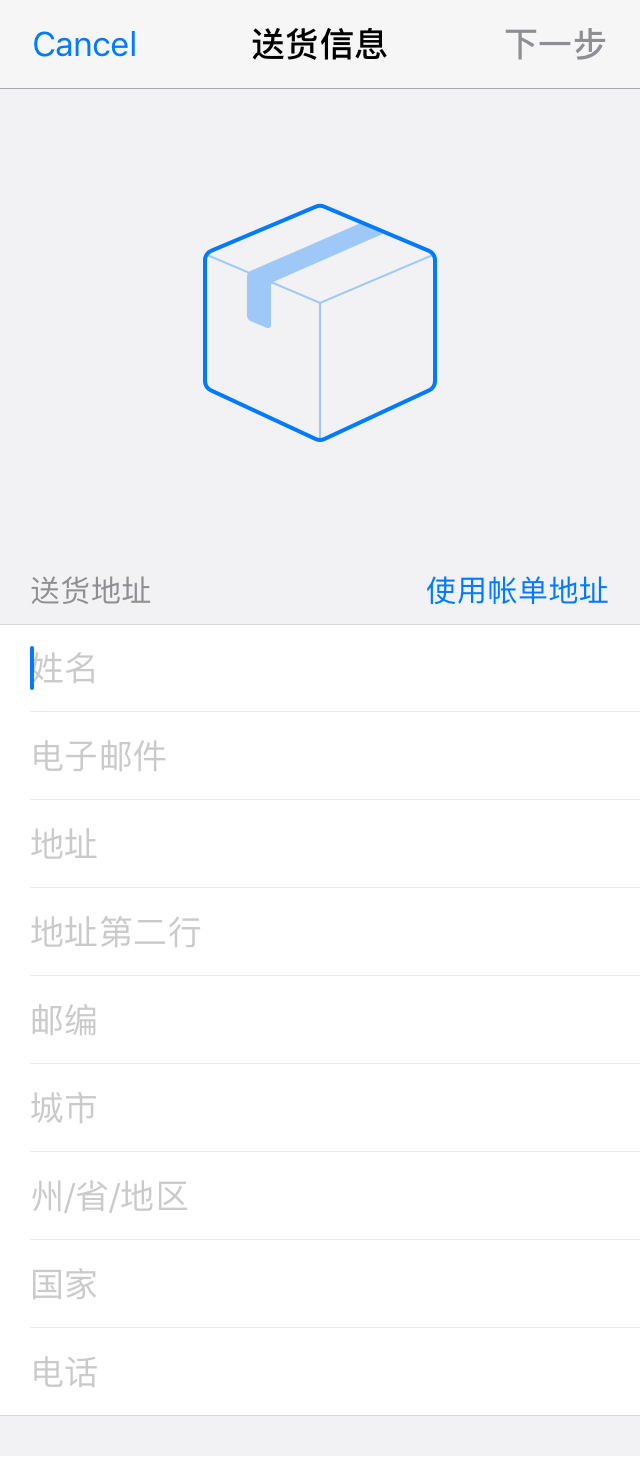 Cancel 送货信息 下一步
送货地址 使用帐单地址
姓名
电子邮件
地址
地址第二行
邮编
城市
州/省/地区
国家
电话